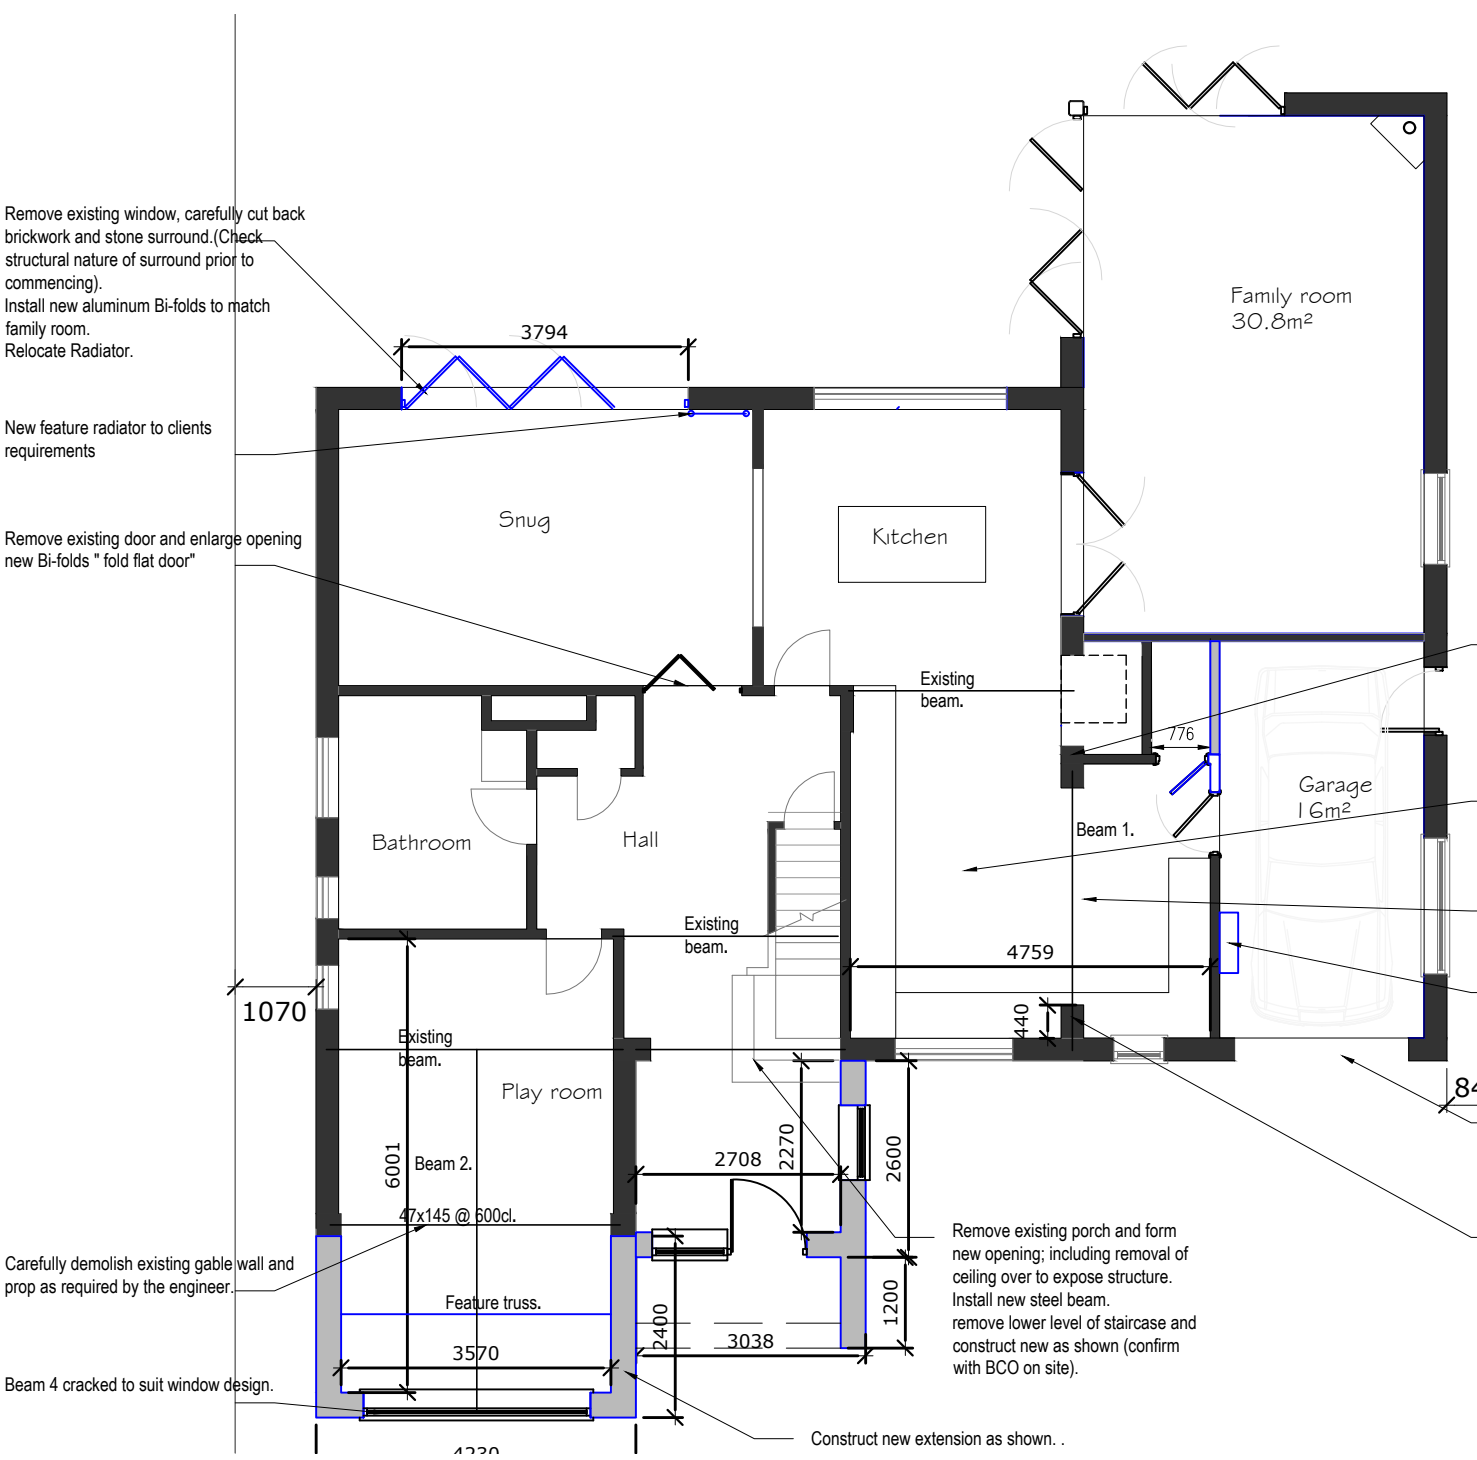 Remove existing window, carefully cut back
brickwork and stone surround.(Check
structural nature of surround prior to
commencing).
Install new aluminum Bi-folds to match
family room.
Relocate Radiator.
New feature radiator to clients
requirements
Remove existing door and enlarge opening
new Bi-folds " fold flat door"
3794
Family room
30.8m²
Snug
Kitchen
Existing
beam.
776
Garage
16m²
Beam 1.
Bathroom
Hall
Existing
beam.
4759
1070
440
Existing
beam.
Play room
84
6001
Beam 2.
2708
2270
2600
47x145 @ 600cl.
Carefully demolish existing gable wall and
prop as required by the engineer.
Feature truss.
2400
1200
3038
3570
Remove existing porch and form
new opening; including removal of
ceiling over to expose structure.
Install new steel beam.
remove lower level of staircase and
construct new as shown (confirm
with BCO on site).
Beam 4 cracked to suit window design.
Construct new extension as shown. .
4230